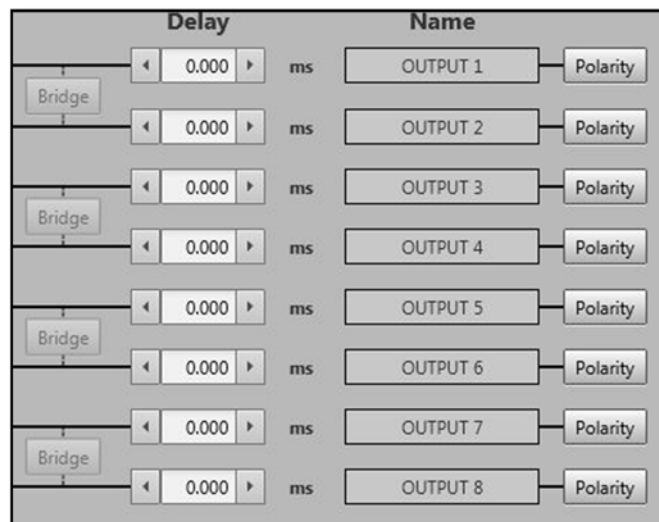 Delay Name
0.000 ms OUTPUT 1 Polarity
Bridge
0.000 ms OUTPUT 2 Polarity
0.000 ms OUTPUT 3 Polarity
Bridge
0.000 ms OUTPUT 4 Polarity
0.000 ms OUTPUT 5 Polarity
Bridge
0.000 ms OUTPUT 6 Polarity
0.000 ms OUTPUT 7 Polarity
Bridge
0.000 ms OUTPUT 8 Polarity